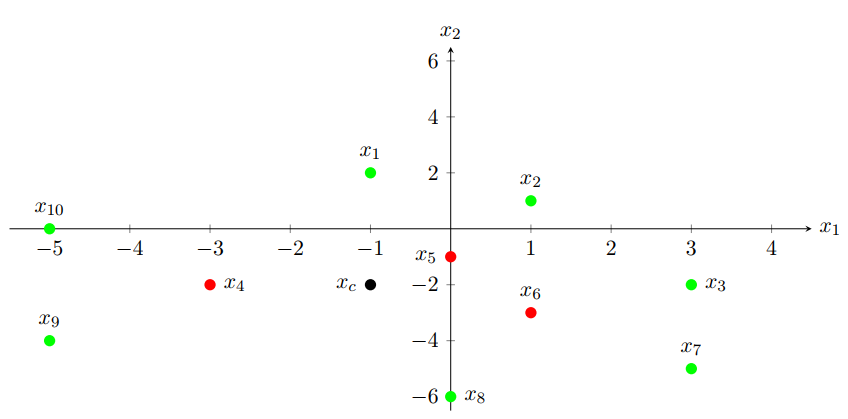 x₂
6
4
x₁
2
x₂
x₁₀
x₁
−5 −4 −3 −2 −1 1 2 3 4
x₅
x₄ x_c −2 x₆ x₃
x₉
−4 x₇
−6 x₈